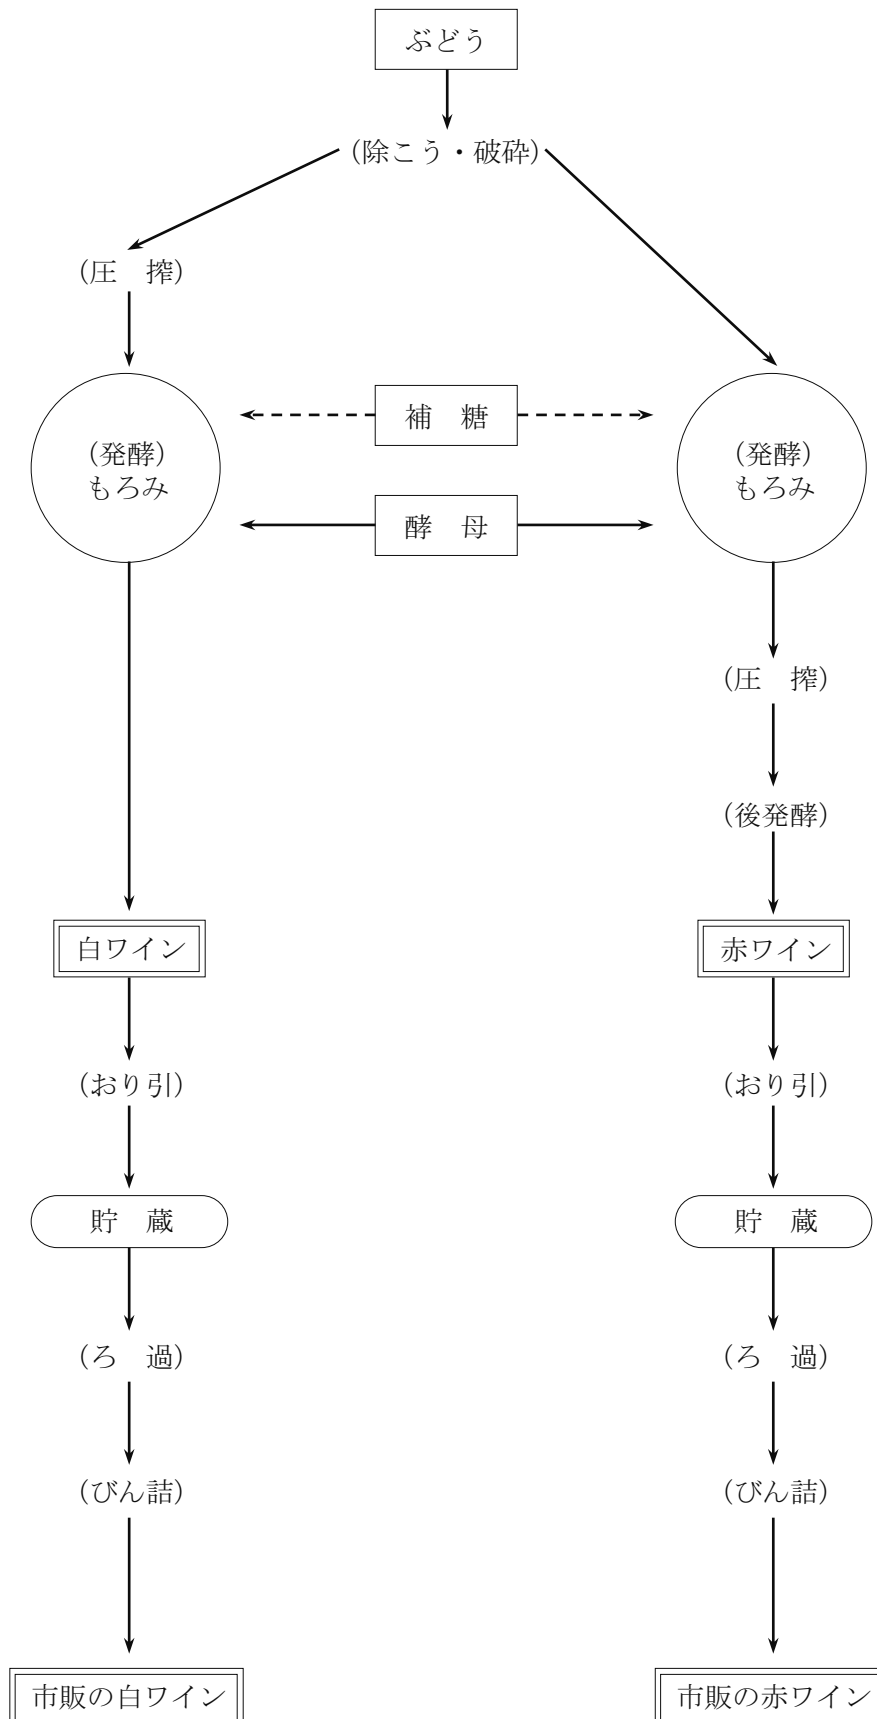 ぶどう
(除こう・破砕)
(圧　搾)
(発酵)
もろみ
補　糖
酵　母
(発酵)
もろみ
(圧　搾)
(後発酵)
白ワイン
赤ワイン
(おり引)
(おり引)
貯　蔵
貯　蔵
(ろ　過)
(ろ　過)
(びん詰)
(びん詰)
市販の白ワイン
市販の赤ワイン